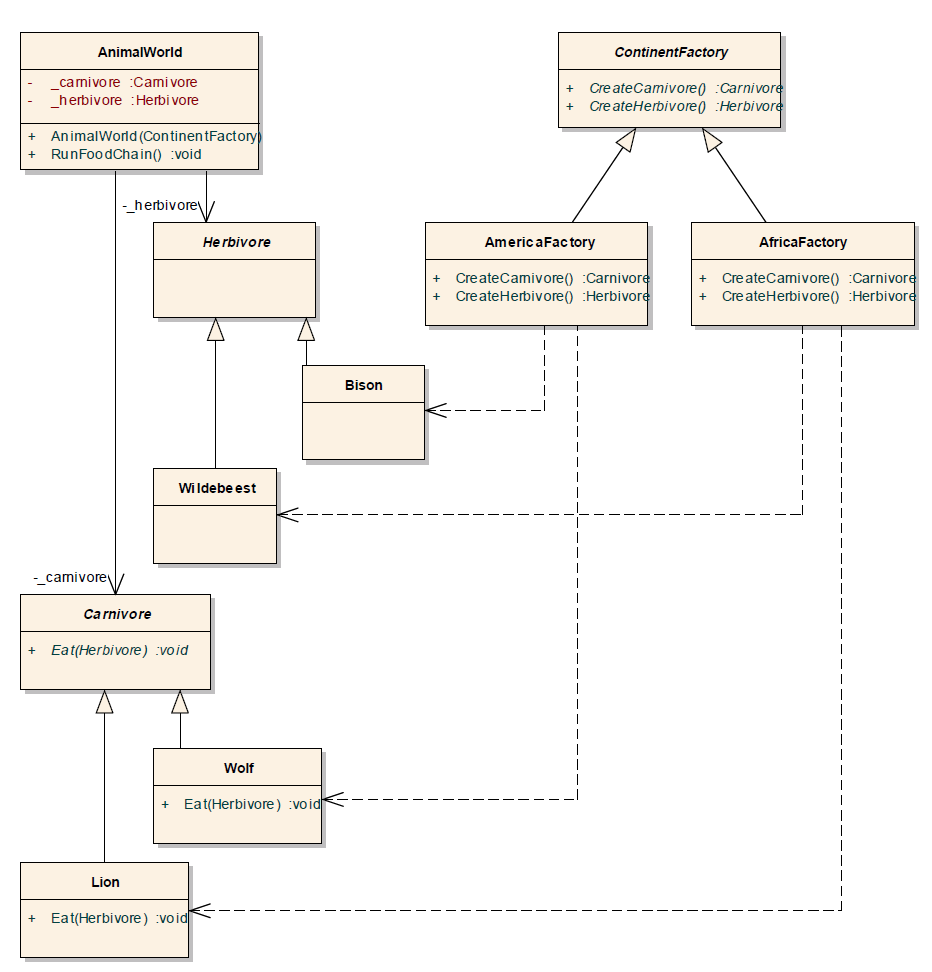 AnimalWorld
- _carnivore :Carnivore
- _herbivore :Herbivore
+ AnimalWorld(ContinentFactory)
+ RunFoodChain() :void
ContinentFactory
+ CreateCarnivore() :Carnivore
+ CreateHerbivore() :Herbivore
-_herbivore
Herbivore
AmericaFactory
+ CreateCarnivore() :Carnivore
+ CreateHerbivore() :Herbivore
AfricaFactory
+ CreateCarnivore() :Carnivore
+ CreateHerbivore() :Herbivore
Bison
Wildebeest
-_carnivore
Carnivore
+ Eat(Herbivore) :void
Wolf
+ Eat(Herbivore) :void
Lion
+ Eat(Herbivore) :void